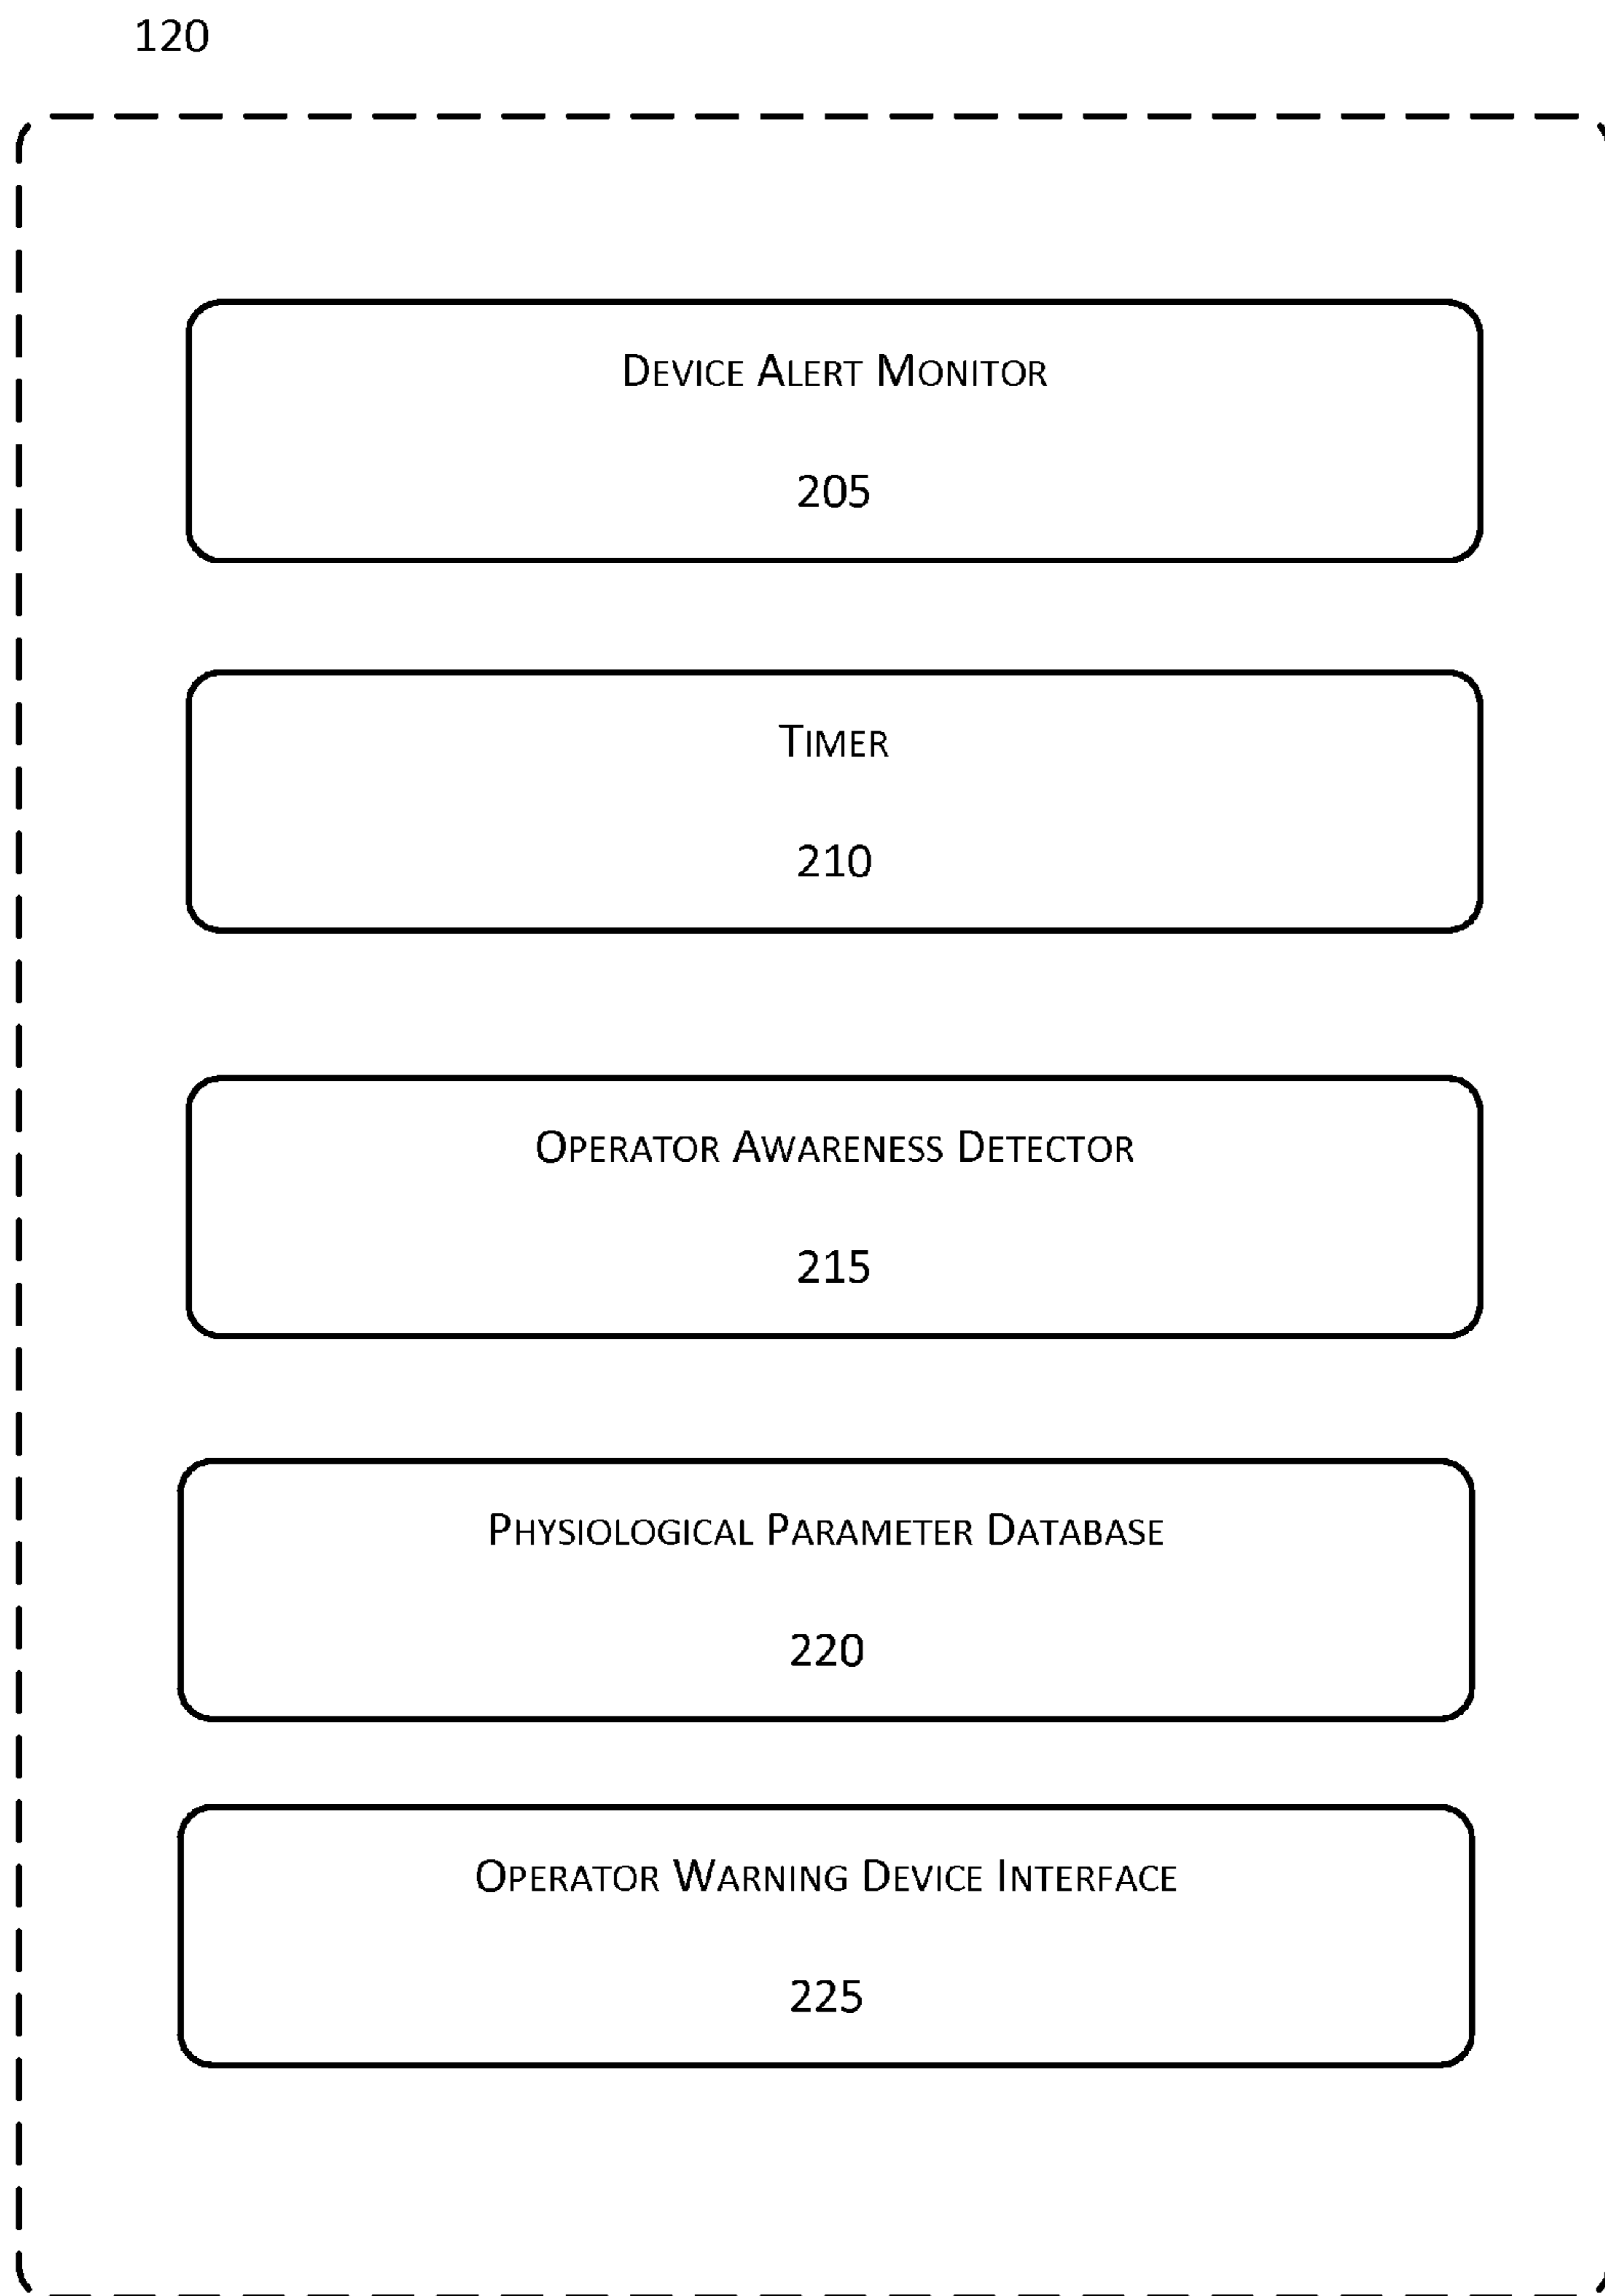 120
Device Alert Monitor
205
Timer
210
Operator Awareness Detector
215
Physiological Parameter Database
220
Operator Warning Device Interface
225